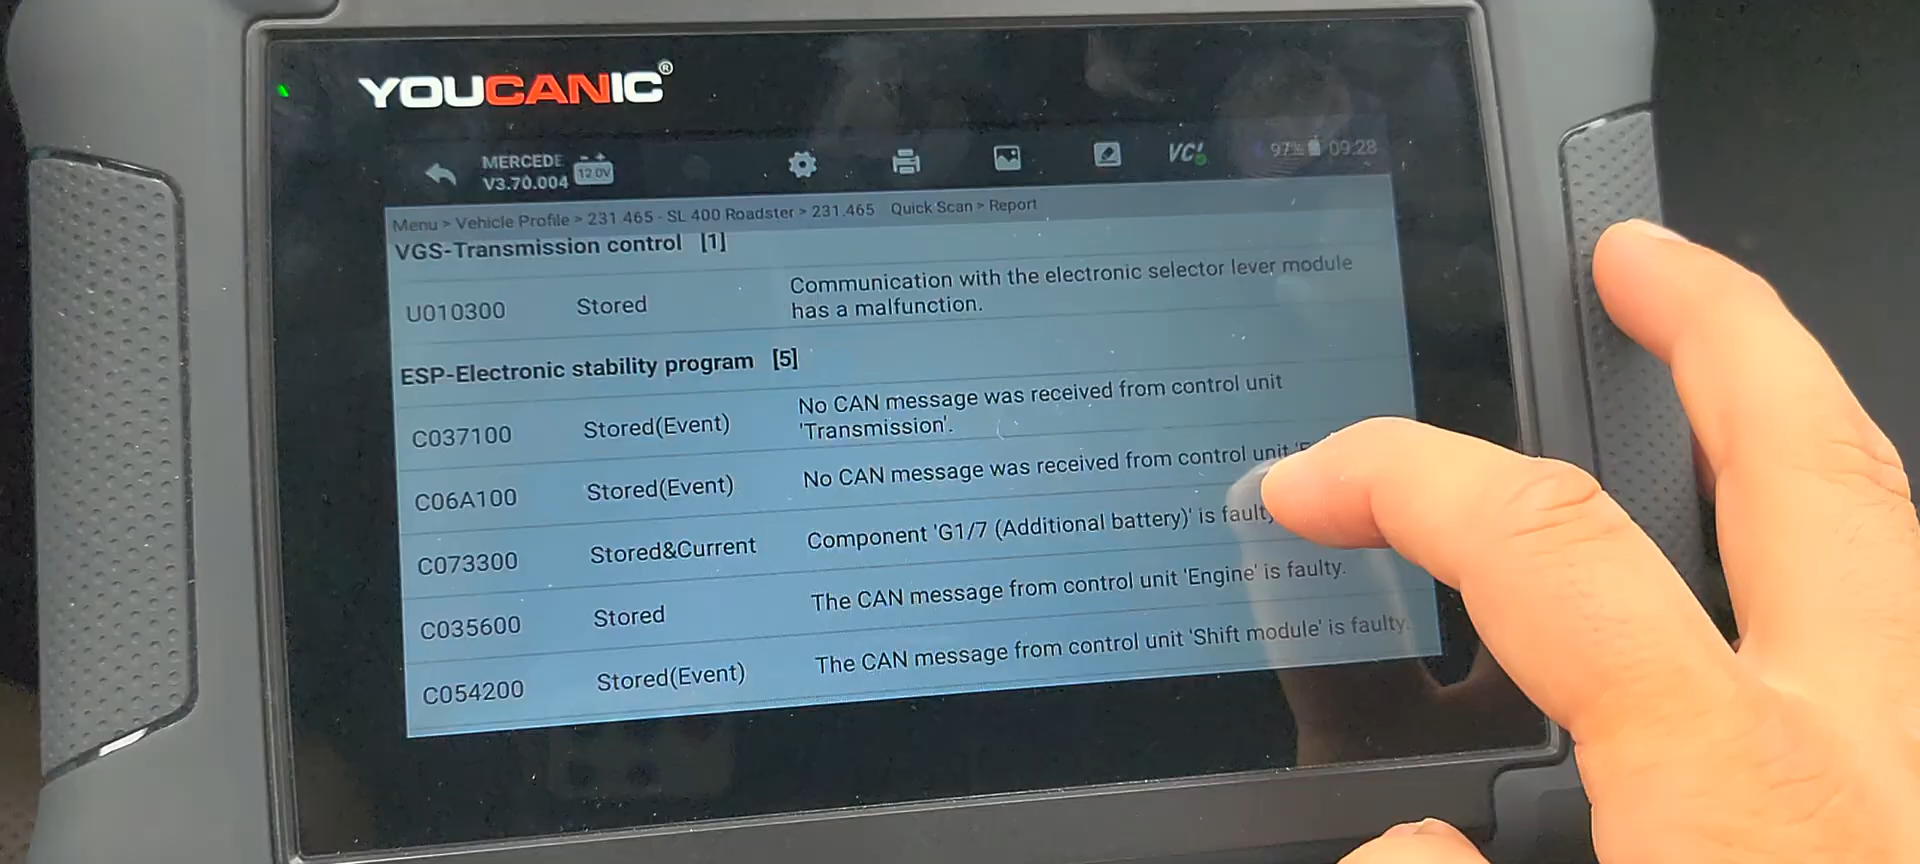 YOUCANIC®
MERCEDE
V3.70.004
12.0V
VC
97%
09:28
Menu > Vehicle Profile > 231.465 - SL 400 Roadster > 231.465 Quick Scan > Report
VGS-Transmission control [1]
U010300 Stored Communication with the electronic selector lever module
has a malfunction.
ESP-Electronic stability program [5]
C037100 Stored(Event) No CAN message was received from control unit
'Transmission'.
C06A100 Stored(Event) No CAN message was received from control unit
C073300 Stored&Current Component 'G1/7 (Additional battery)' is faulty
C035600 Stored The CAN message from control unit 'Engine' is faulty.
C054200 Stored(Event) The CAN message from control unit 'Shift module' is faulty.